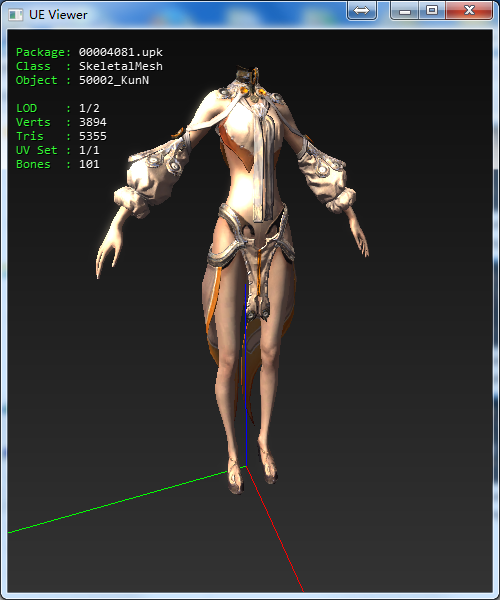 UE Viewer
Package: 00004081.upk
Class  : SkeletalMesh
Object : 50002_KunN
LOD    : 1/2
Verts  : 3894
Tris   : 5355
UV Set : 1/1
Bones  : 101